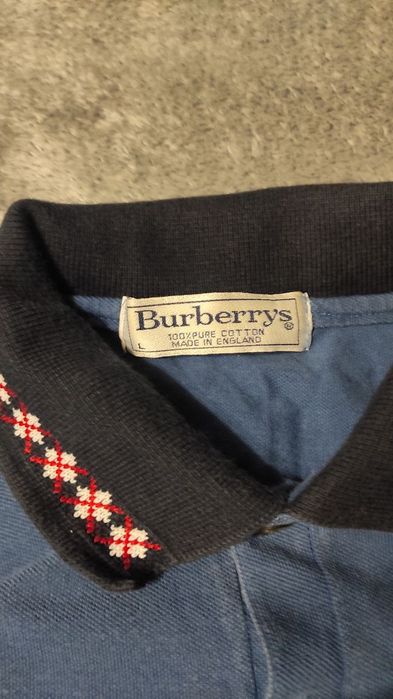 Burberrys®
100% PURE COTTON
L MADE IN ENGLAND